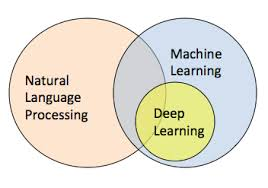 Natural
Language
Processing
Machine
Learning
Deep
Learning